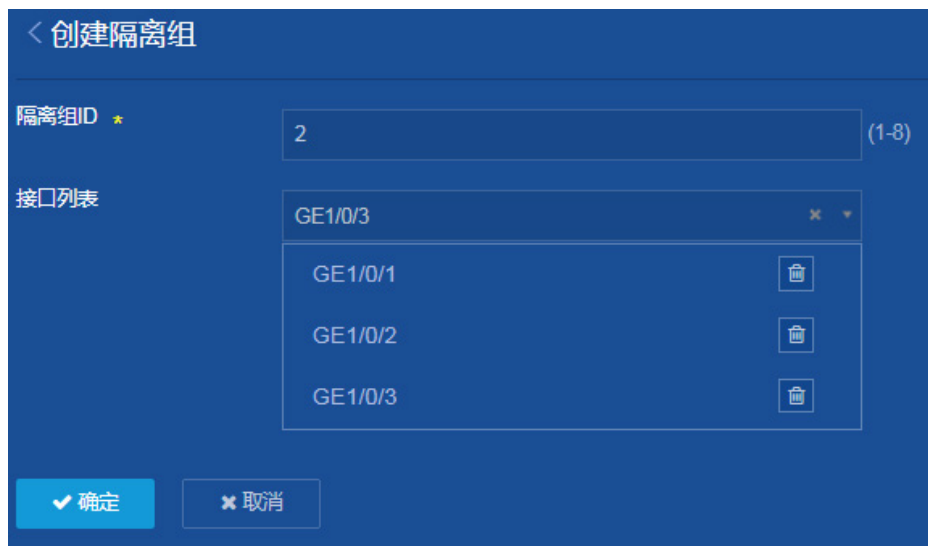 创建隔离组
隔离组ID *
2 (1-8)
接口列表
GE1/0/3
GE1/0/1
GE1/0/2
GE1/0/3
确定 取消